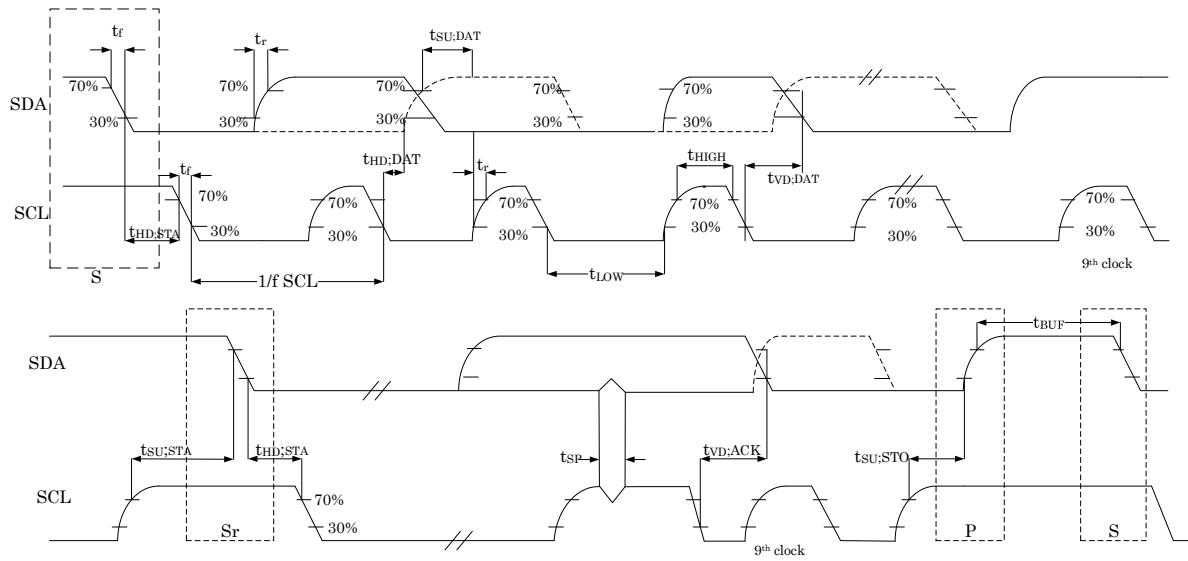 tf
tr
tSU;DAT
SDA
70%
70%
70%
70%
70%
70%
30%
30%
30%
30%
30%
30%
tf
tHD;DAT
tr
tHIGH
tVD;DAT
SCL
70%
70%
70%
70%
70%
70%
30%
30%
30%
30%
30%
30%
tHD;STA
S
1/f SCL
tLOW
9th clock
tBUF
SDA
tSU;STA
tHD;STA
tSP
tVD;ACK
tSU;STO
SCL
70%
30%
Sr
P
S
9th clock